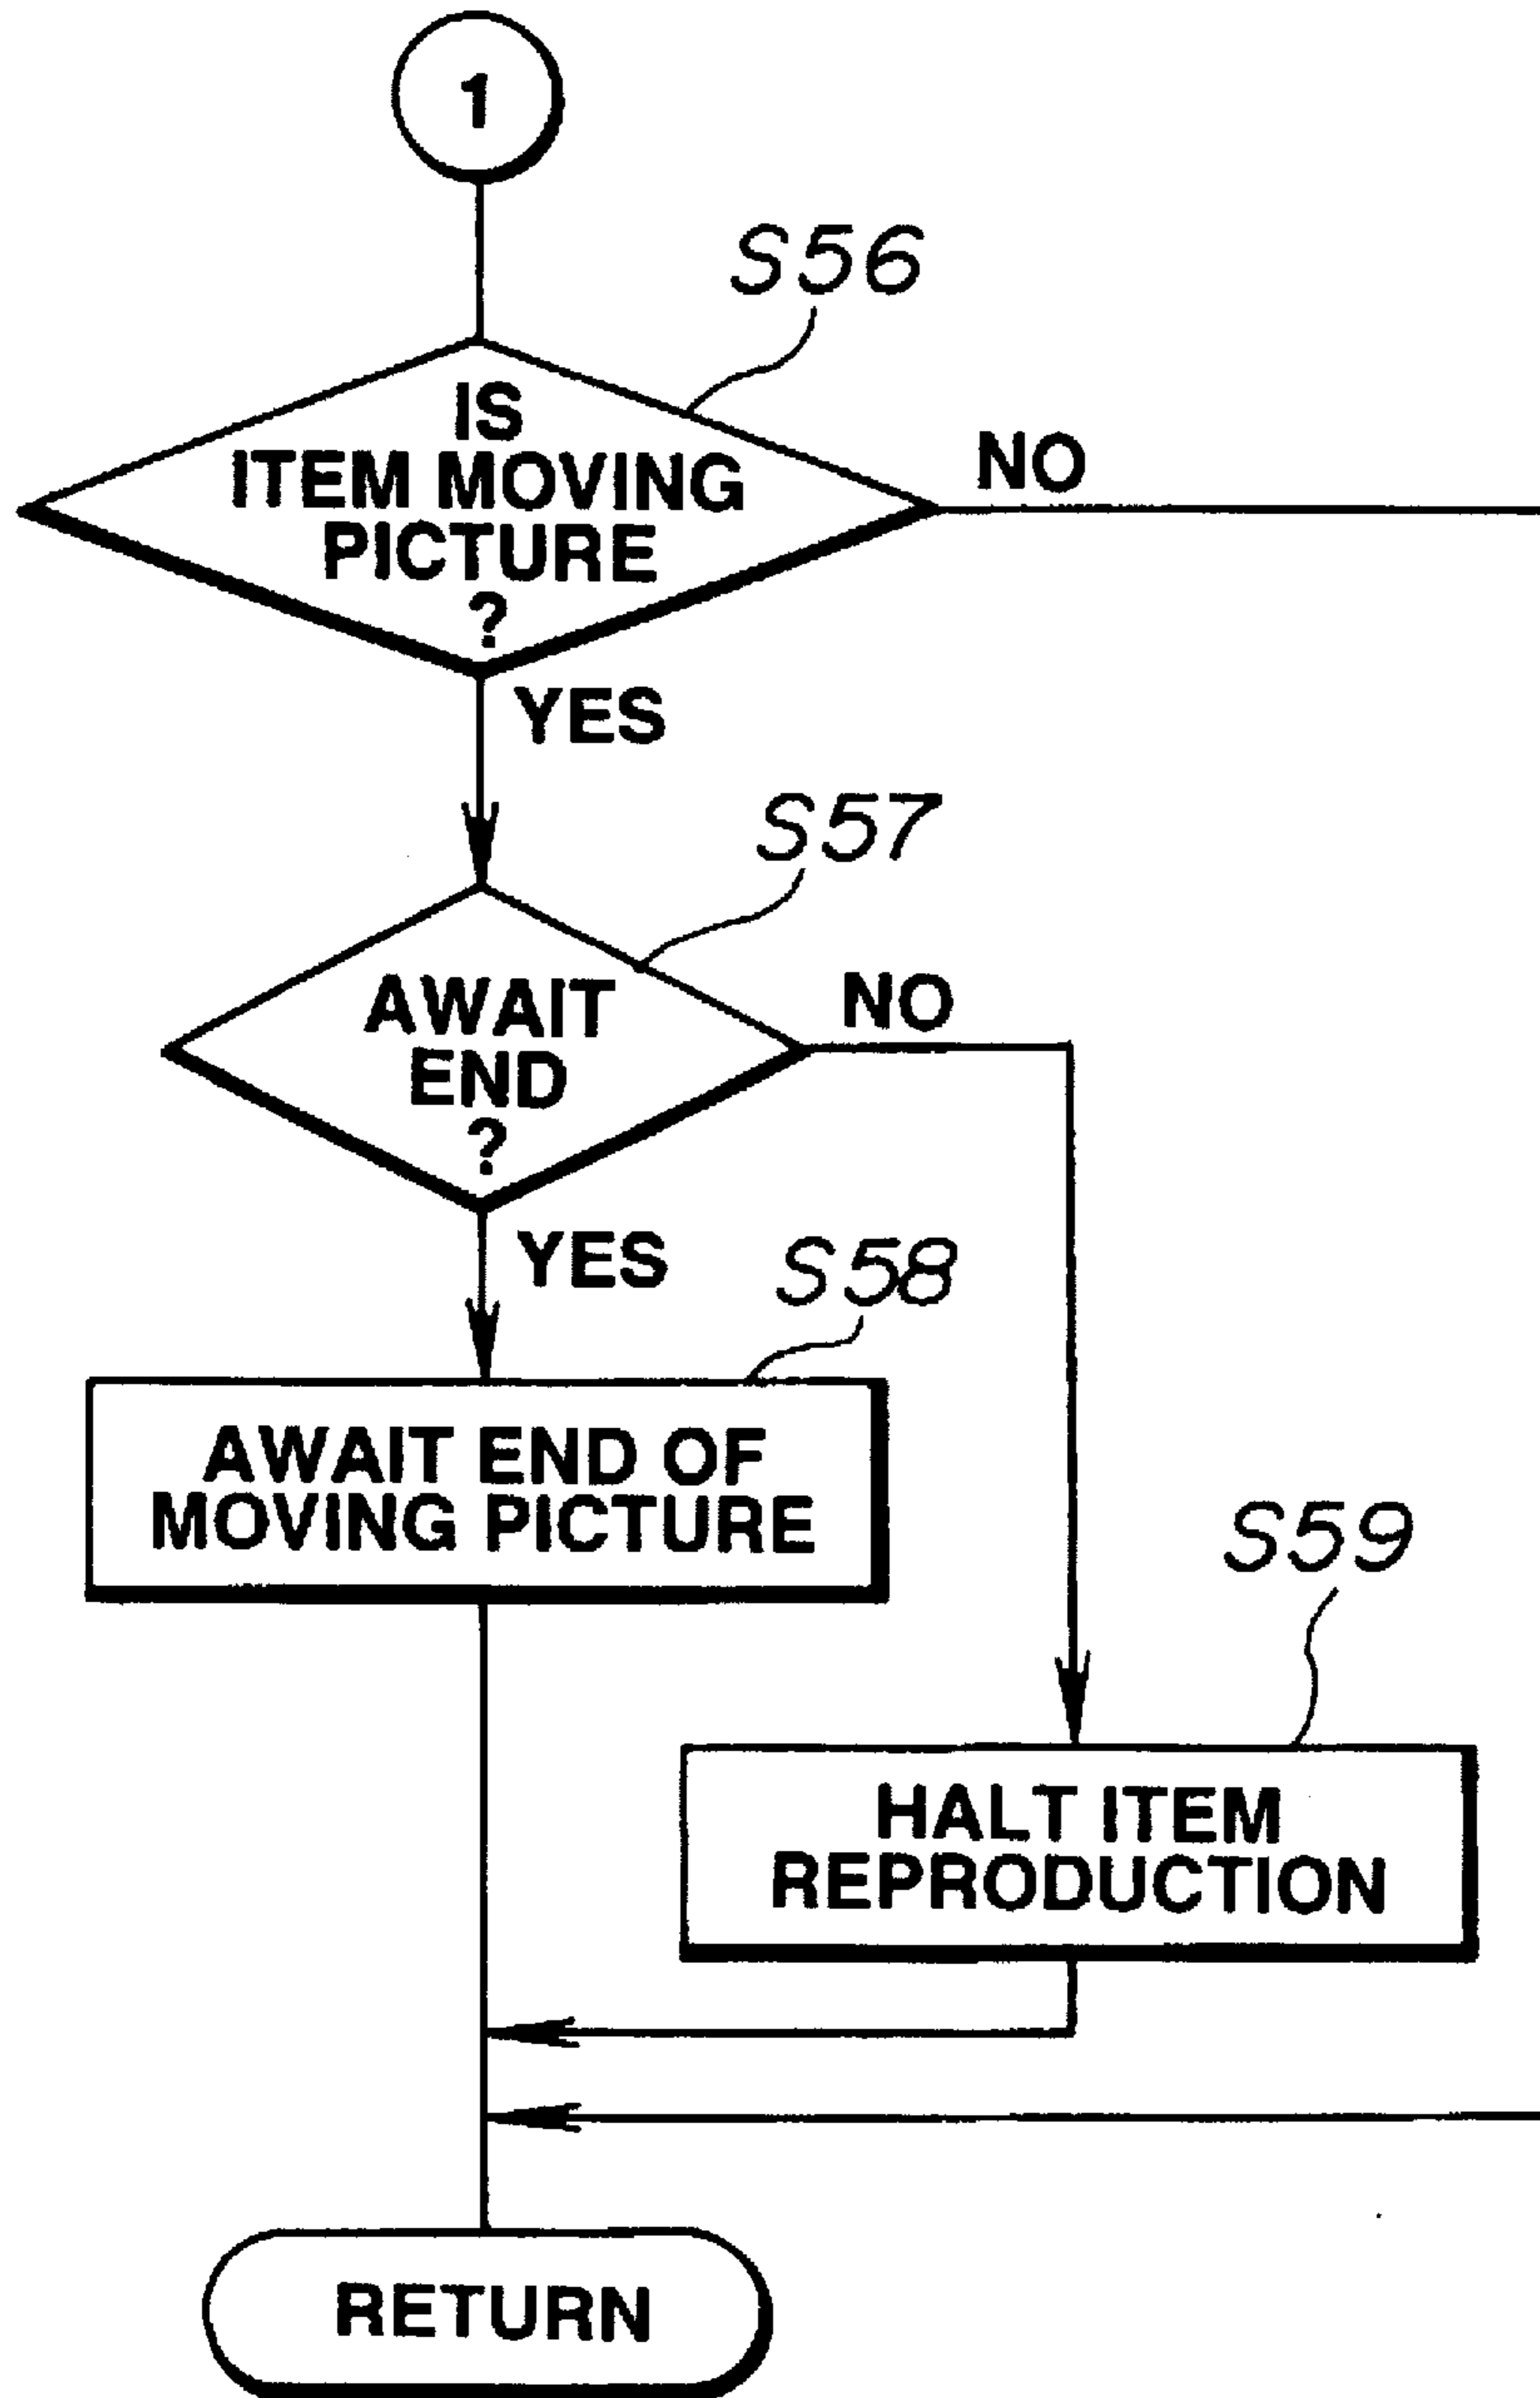 1
S56
IS
ITEM MOVING
PICTURE
?
NO
YES
S57
AWAIT
END
?
NO
YES
S58
AWAIT END OF
MOVING PICTURE
S59
HALT ITEM
REPRODUCTION
RETURN